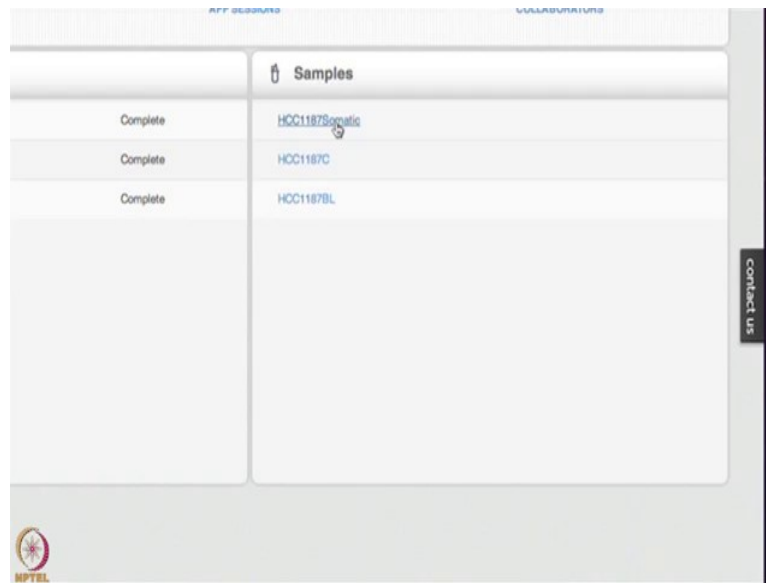 APP SESSIONS
COLLABORATORS
Samples
Complete
HCC1187Somatic
Complete
HCC1187C
Complete
HCC1187BL
contact us
NPTEL